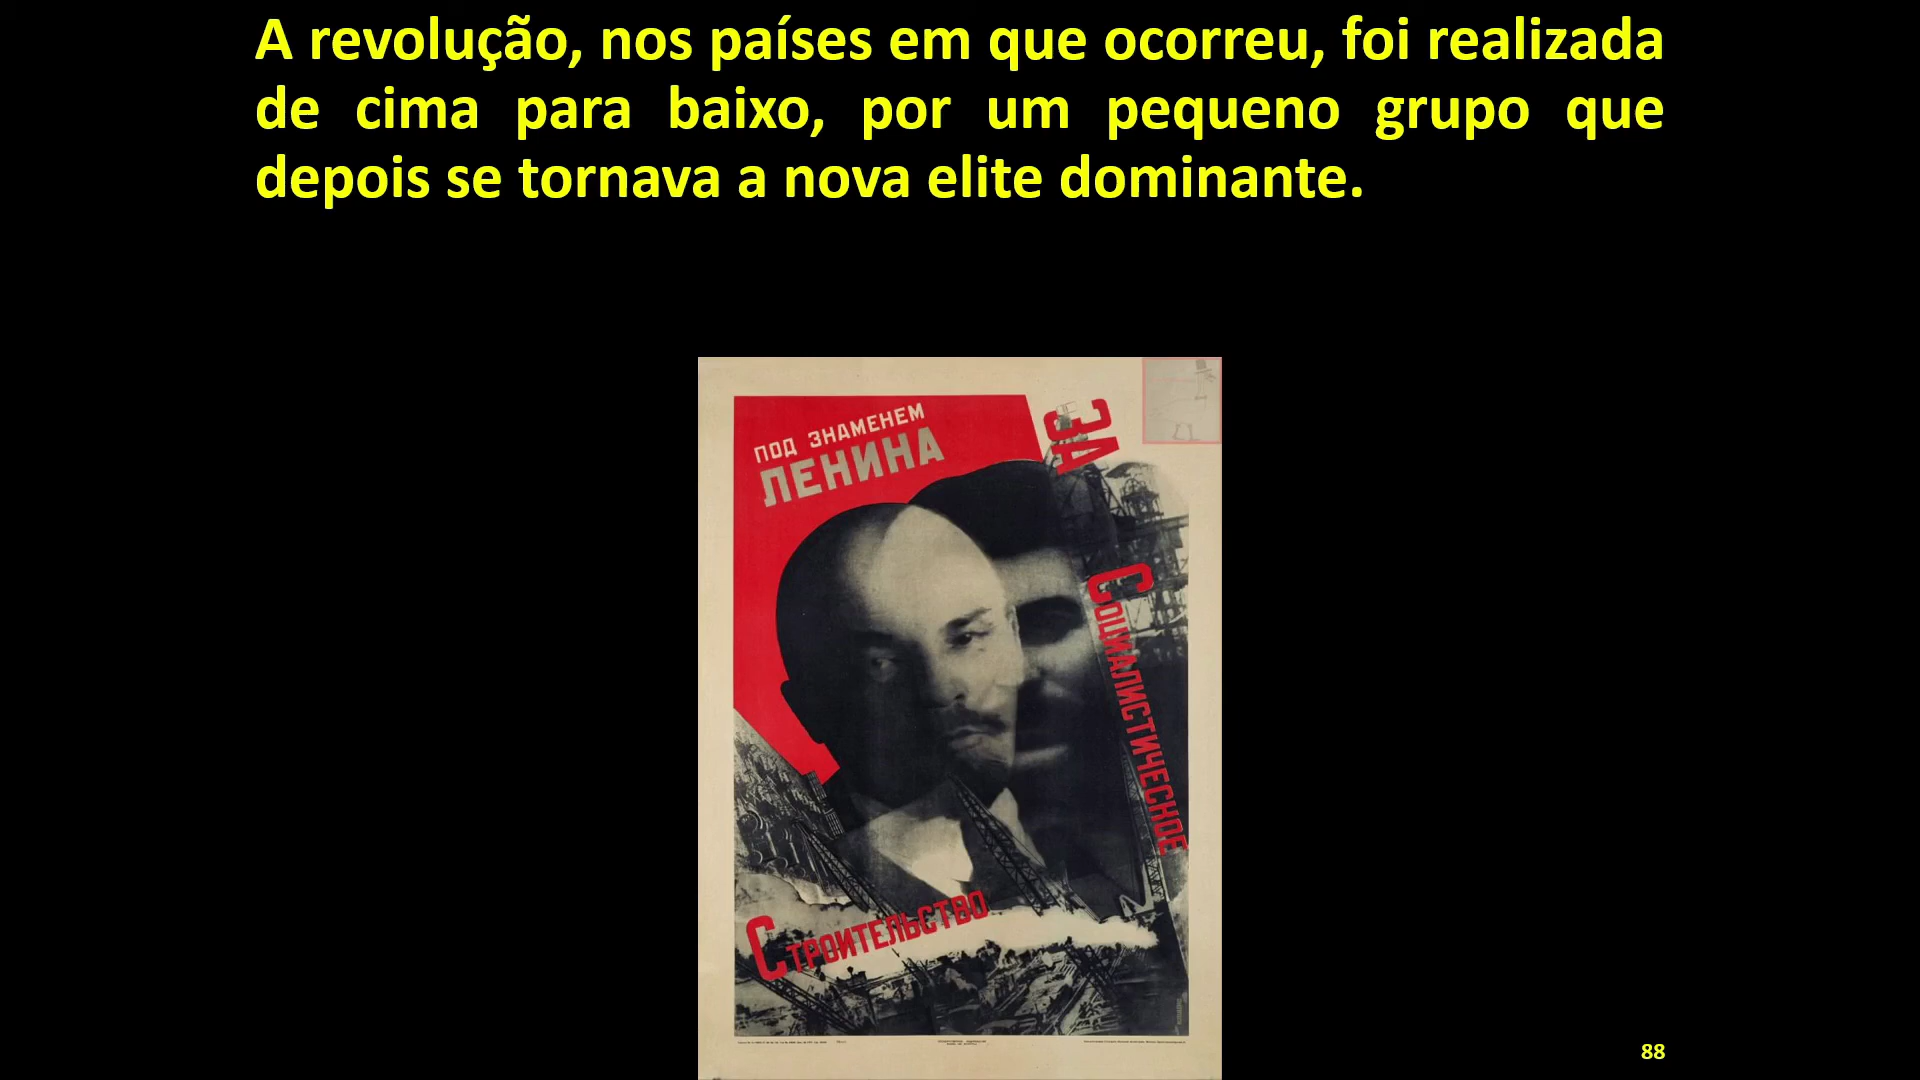 A revolução, nos países em que ocorreu, foi realizada
de cima para baixo, por um pequeno grupo que
depois se tornava a nova elite dominante.
ПОД ЗНАМЕНЕМ
ЛЕНИНА
ЗА
СОЦИАЛИСТИЧЕСКОЕ
СТРОИТЕЛЬСТВО
88